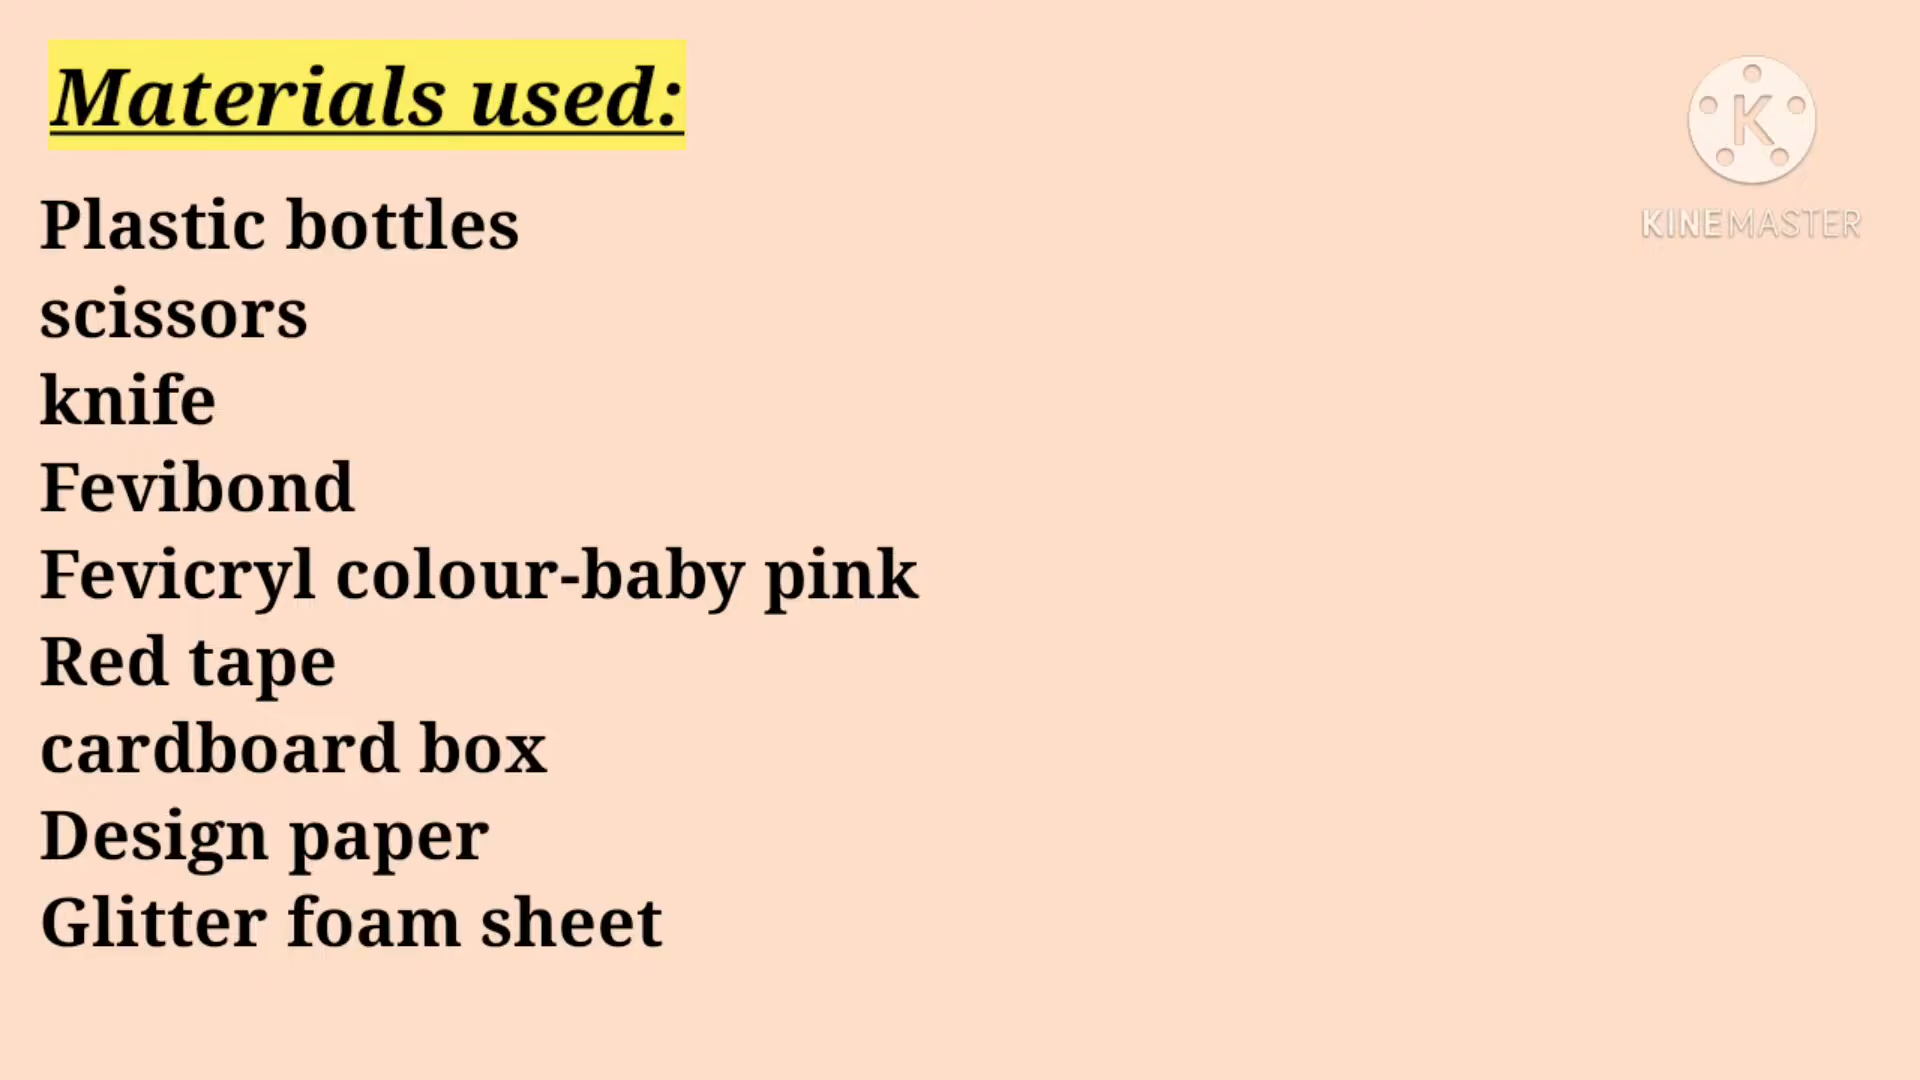 Materials used:
Plastic bottles
scissors
knife
Fevibond
Fevicryl colour-baby pink
Red tape
cardboard box
Design paper
Glitter foam sheet
K
KINEMASTER